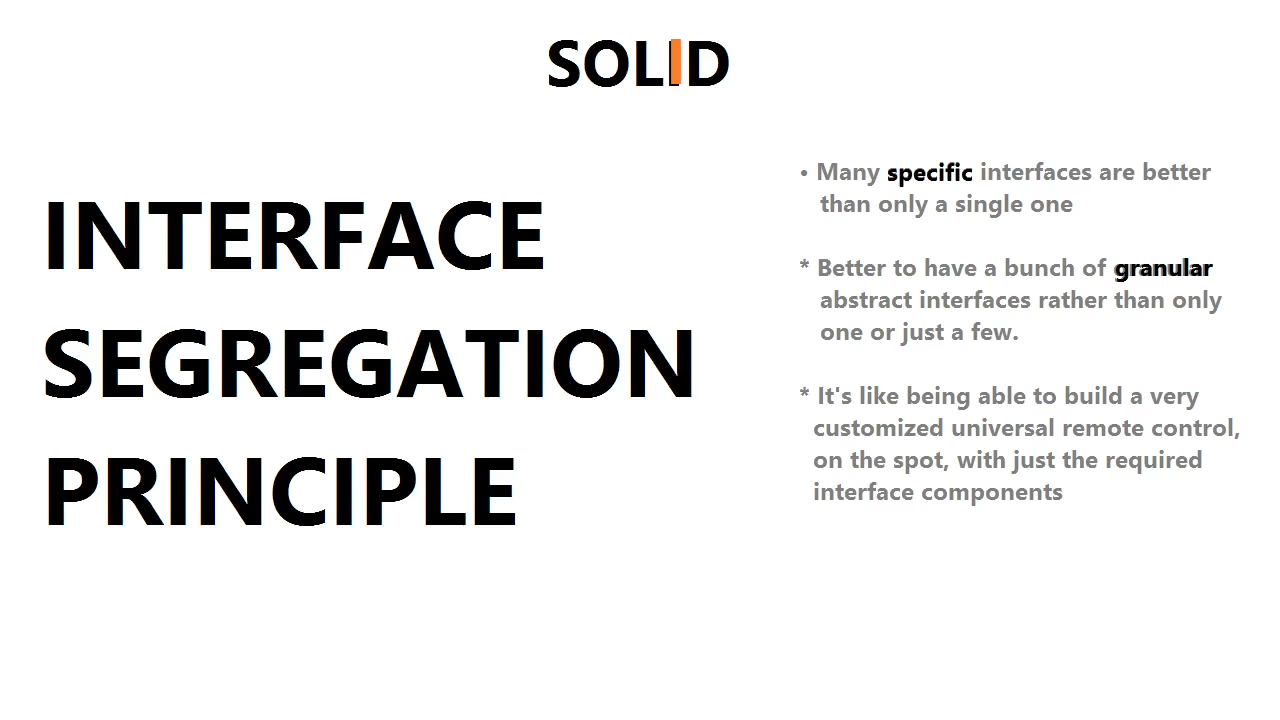 SOLID
INTERFACE
SEGREGATION
PRINCIPLE
• Many specific interfaces are better
than only a single one
* Better to have a bunch of granular
abstract interfaces rather than only
one or just a few.
* It's like being able to build a very
customized universal remote control,
on the spot, with just the required
interface components